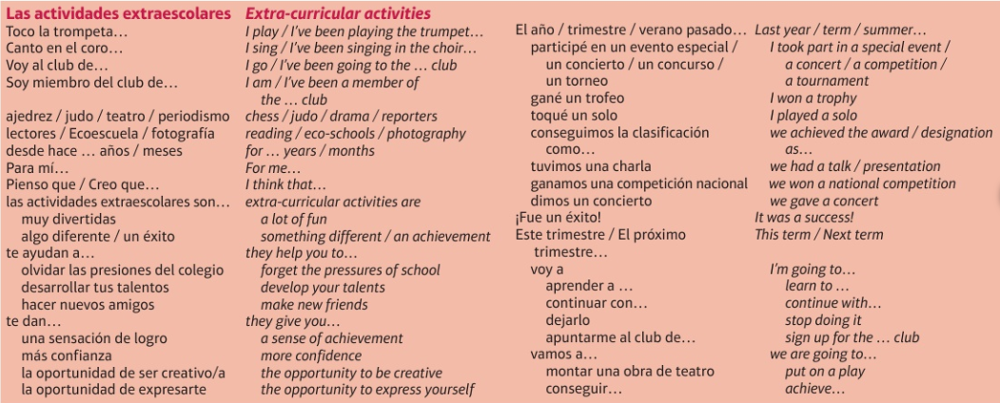 Las actividades extraescolares Extra-curricular activities
Toco la trompeta… I play / I've been playing the trumpet…
Canto en el coro… I sing / I've been singing in the choir…
Voy al club de… I go / I've been going to the … club
Soy miembro del club de… I am / I've been a member of
the … club
ajedrez / judo / teatro / periodismo chess / judo / drama / reporters
lectores / Ecoescuela / fotografía reading / eco-schools / photography
desde hace … años / meses for … years / months
Para mí… For me…
Pienso que / Creo que… I think that…
las actividades extraescolares son… extra-curricular activities are
muy divertidas a lot of fun
algo diferente / un éxito something different / an achievement
te ayudan a… they help you to…
olvidar las presiones del colegio forget the pressures of school
desarrollar tus talentos develop your talents
hacer nuevos amigos make new friends
te dan… they give you…
una sensación de logro a sense of achievement
más confianza more confidence
la oportunidad de ser creativo/a the opportunity to be creative
la oportunidad de expresarte the opportunity to express yourself
El año / trimestre / verano pasado… Last year / term / summer…
participé en un evento especial / I took part in a special event /
un concierto / un concurso / a concert / a competition /
un torneo a tournament
gané un trofeo I won a trophy
toqué un solo I played a solo
conseguimos la clasificación we achieved the award / designation
como… as…
tuvimos una charla we had a talk / presentation
ganamos una competición nacional we won a national competition
dimos un concierto we gave a concert
¡Fue un éxito! It was a success!
Este trimestre / El próximo This term / Next term
trimestre…
voy a I'm going to…
aprender a … learn to …
continuar con… continue with…
dejarlo stop doing it
apuntarme al club de… sign up for the … club
vamos a… we are going to…
montar una obra de teatro put on a play
conseguir… achieve…